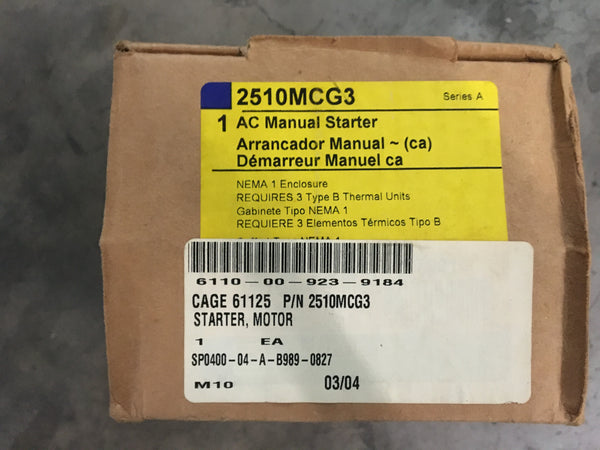 2510MCG3 Series A
1 AC Manual Starter
Arrancador Manual ~ (ca)
Démarreur Manuel ca
NEMA 1 Enclosure
REQUIRES 3 Type B Thermal Units
Gabinete Tipo NEMA 1
REQUIERE 3 Elementos Térmicos Tipo B
NEMA 1
6110-00-923-9184
CAGE 61125 P/N 2510MCG3
STARTER, MOTOR
1 EA
SP0400-04-A-B989-0827
M10 03/04